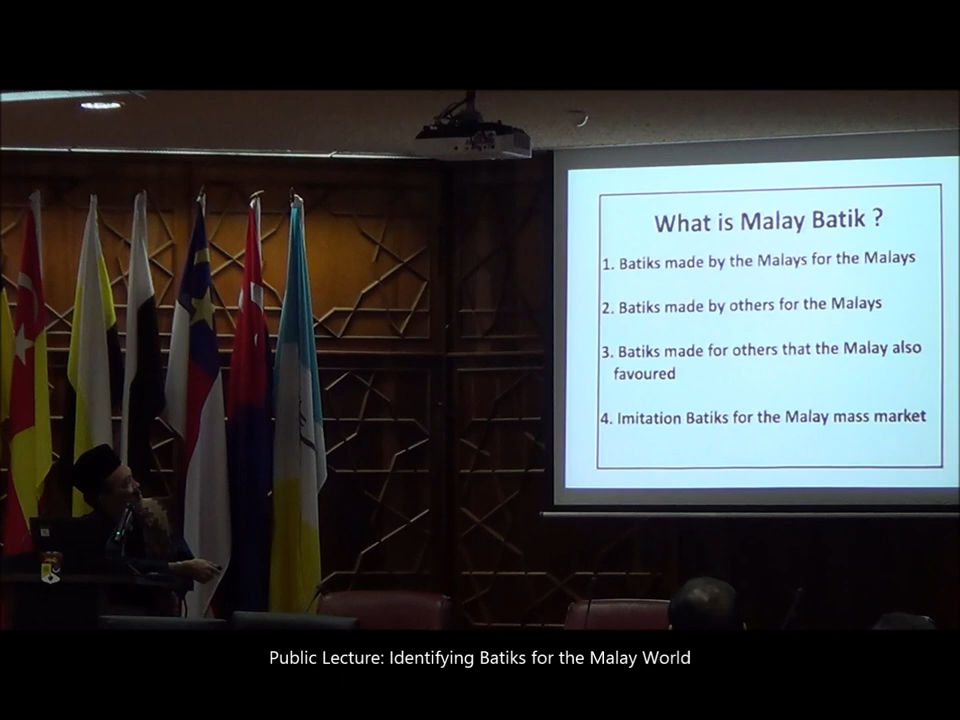 What is Malay Batik ?
1. Batiks made by the Malays for the Malays
2. Batiks made by others for the Malays
3. Batiks made for others that the Malay also
favoured
4. Imitation Batiks for the Malay mass market
Public Lecture: Identifying Batiks for the Malay World